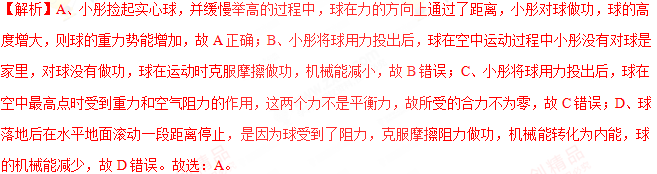 【解析】A、小彤捡起实心球，并缓慢举高的过程中，球在力的方向上通过了距离，小彤对球做功，球的高
度增大，则球的重力势能增加，故 A 正确；B、小彤将球用力投出后，球在空中运动过程中小彤没有对球是
家里，对球没有做功，球在运动时克服摩擦做功，机械能减小，故 B 错误；C、小彤将球用力投出后，球在
空中最高点时受到重力和空气阻力的作用，这两个力不是平衡力，故所受的合力不为零，故 C 错误；D、球
落地后在水平地面滚动一段距离停止，是因为球受到了阻力，克服摩擦阻力做功，机械能转化为内能，球
的机械能减少，故 D 错误。故选：A。